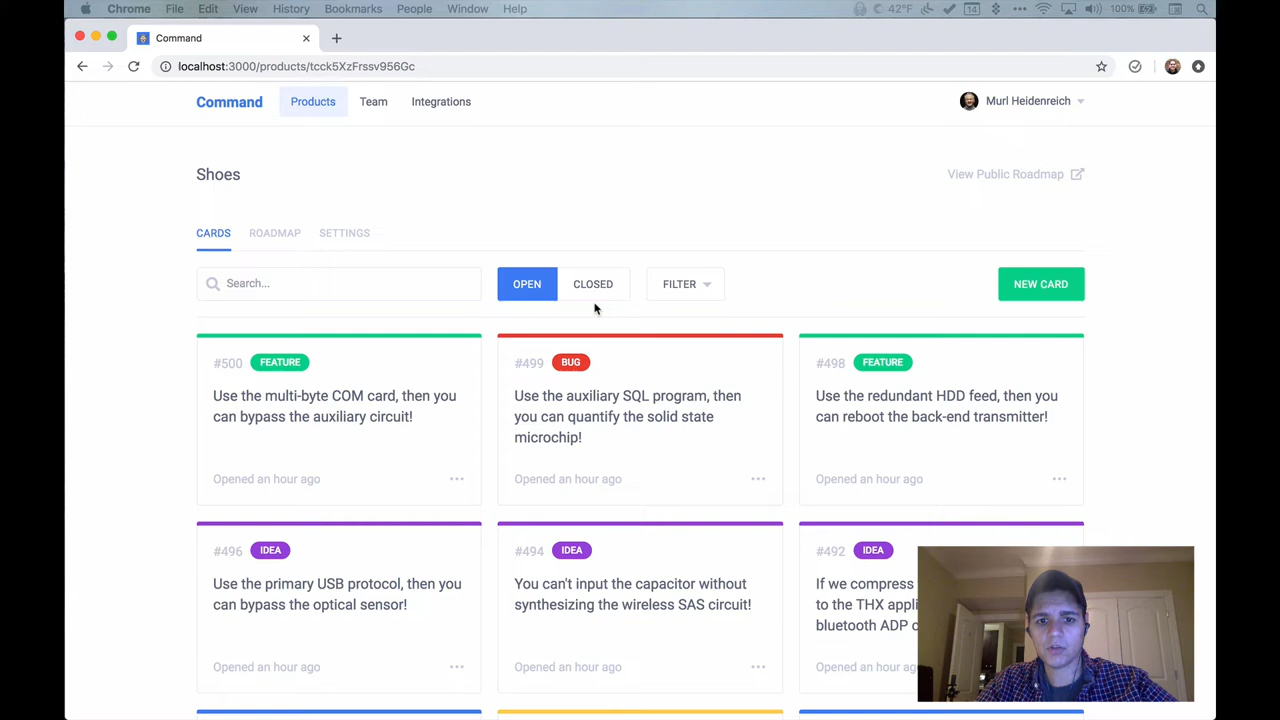 Chrome File Edit View History Bookmarks People Window Help 42°F 14 100%
Command
localhost:3000/products/tcck5XzFrssv956Gc
Command Products Team Integrations Murl Heidenreich
Shoes View Public Roadmap
CARDS ROADMAP SETTINGS
Search... OPEN CLOSED FILTER NEW CARD
#500 FEATURE
Use the multi-byte COM card, then you
can bypass the auxiliary circuit!
Opened an hour ago
#499 BUG
Use the auxiliary SQL program, then
you can quantify the solid state
microchip!
Opened an hour ago
#498 FEATURE
Use the redundant HDD feed, then you
can reboot the back-end transmitter!
Opened an hour ago
#496 IDEA
Use the primary USB protocol, then you
can bypass the optical sensor!
Opened an hour ago
#494 IDEA
You can't input the capacitor without
synthesizing the wireless SAS circuit!
Opened an hour ago
#492 IDEA
If we compress
to the THX appli
bluetooth ADP
Opened an hour